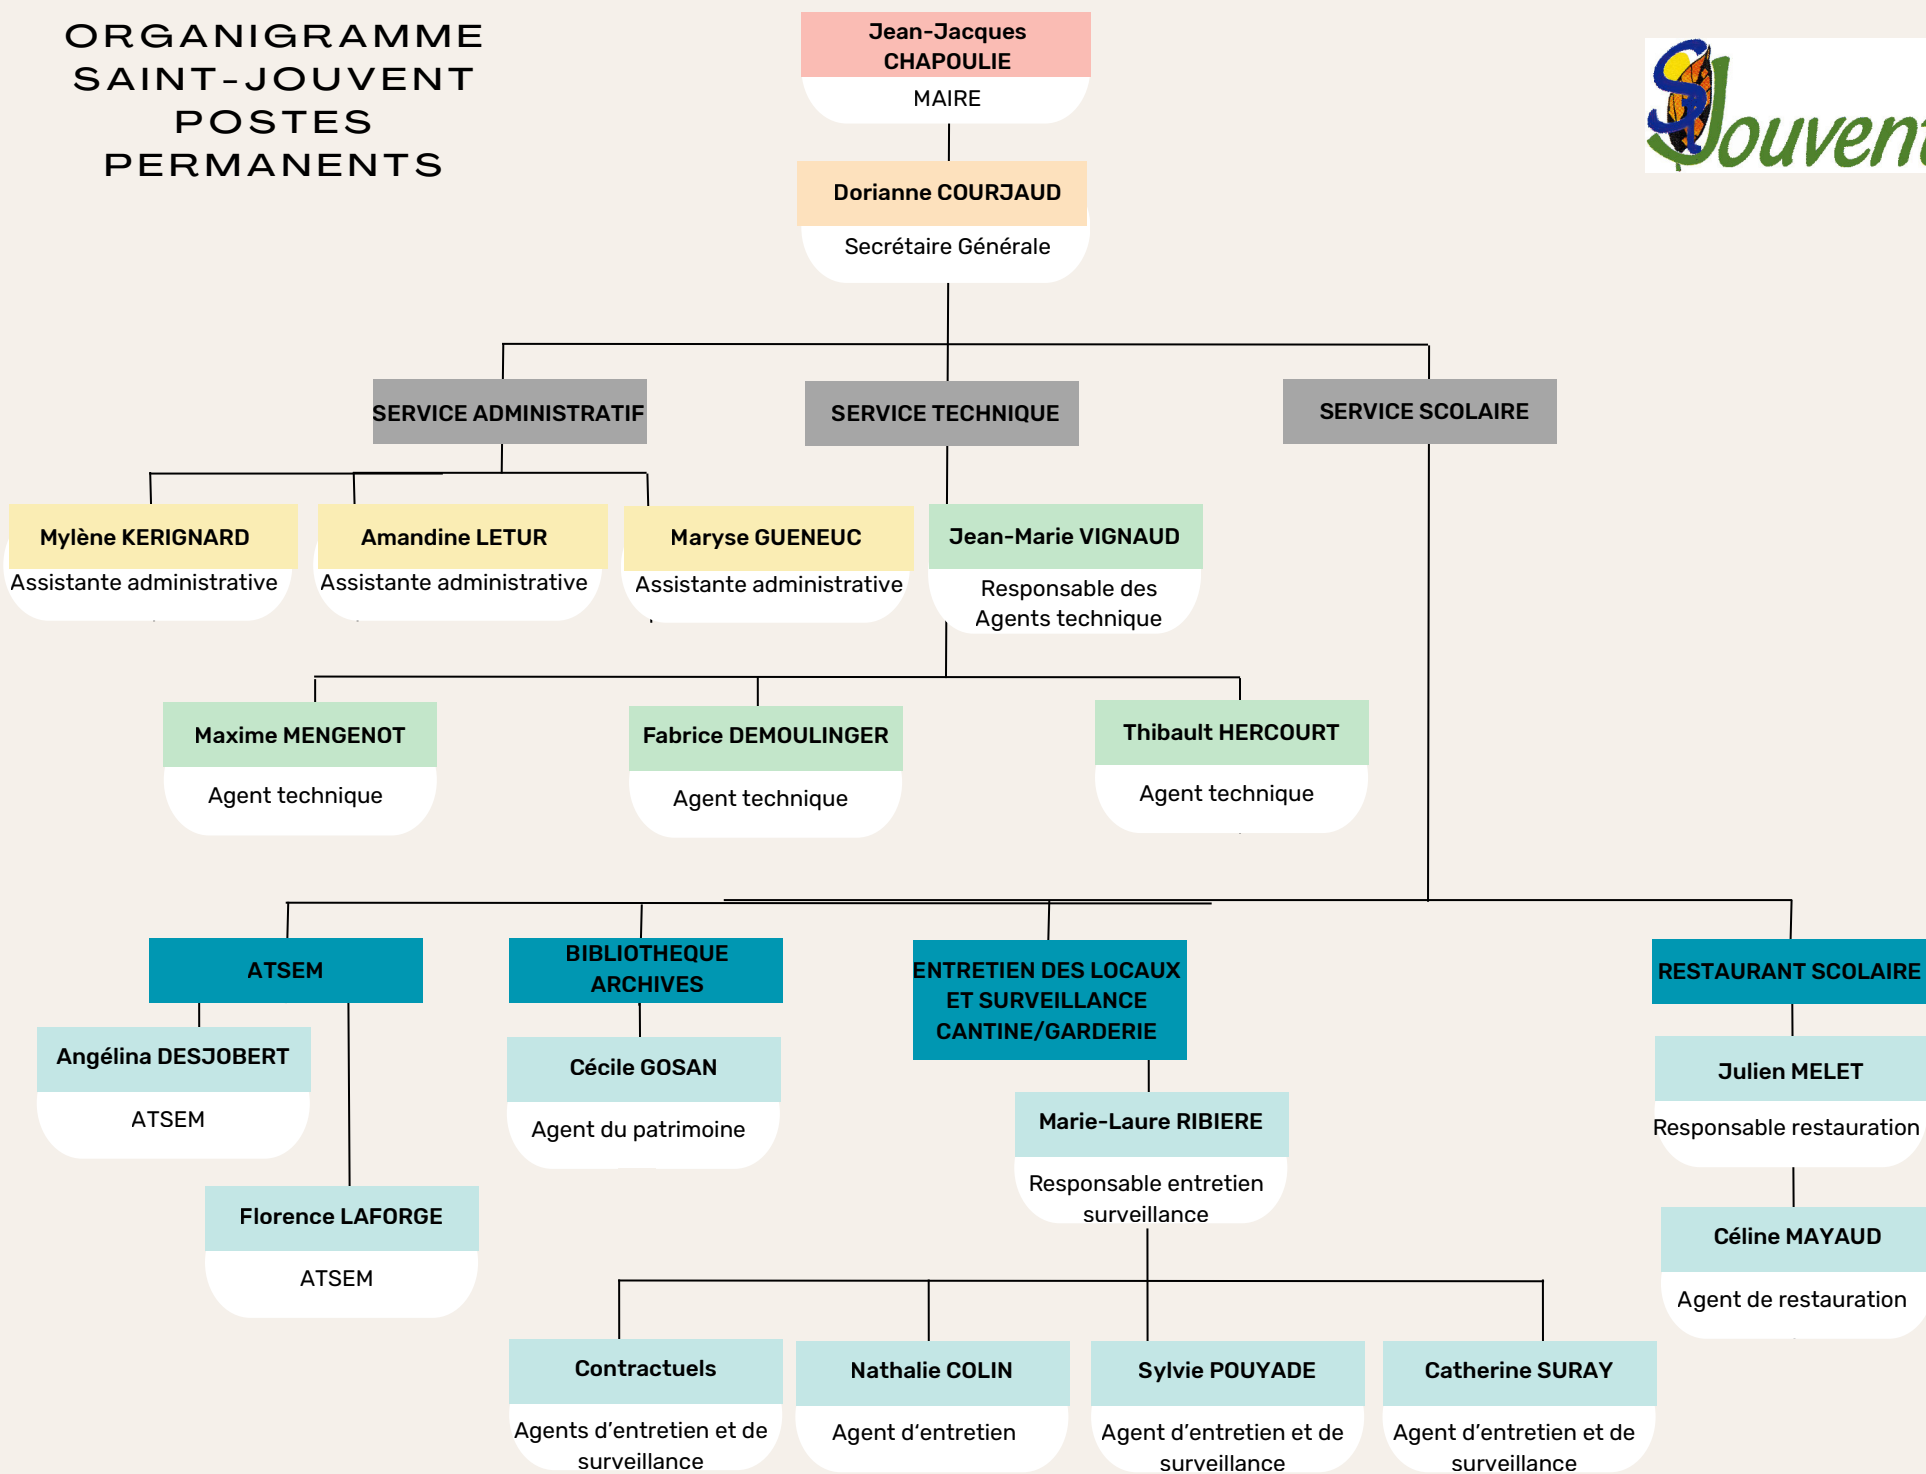 ORGANIGRAMME
SAINT-JOUVENT
POSTES
PERMANENTS
Jean-Jacques
CHAPOULIE
MAIRE
St Jouvent
Dorianne COURJAUD
Secrétaire Générale
SERVICE ADMINISTRATIF
SERVICE TECHNIQUE
SERVICE SCOLAIRE
Mylène KERIGNARD
Assistante administrative
Amandine LETUR
Assistante administrative
Maryse GUENEUC
Assistante administrative
Jean-Marie VIGNAUD
Responsable des
Agents technique
Maxime MENGENOT
Agent technique
Fabrice DEMOULINGER
Agent technique
Thibault HERCOURT
Agent technique
ATSEM
BIBLIOTHEQUE
ARCHIVES
ENTRETIEN DES LOCAUX
ET SURVEILLANCE
CANTINE/GARDERIE
RESTAURANT SCOLAIRE
Angélina DESJOBERT
ATSEM
Florence LAFORGE
ATSEM
Cécile GOSAN
Agent du patrimoine
Marie-Laure RIBIERE
Responsable entretien
surveillance
Julien MELET
Responsable restauration
Céline MAYAUD
Agent de restauration
Contractuels
Agents d’entretien et de
surveillance
Nathalie COLIN
Agent d‘entretien
Sylvie POUYADE
Agent d’entretien et de
surveillance
Catherine SURAY
Agent d’entretien et de
surveillance